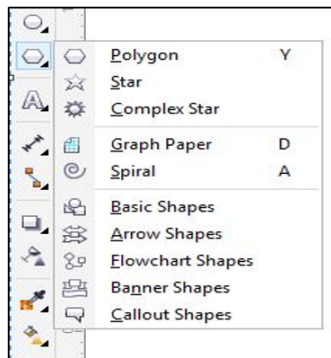 Polygon Y
Star
Complex Star
Graph Paper D
Spiral A
Basic Shapes
Arrow Shapes
Flowchart Shapes
Banner Shapes
Callout Shapes